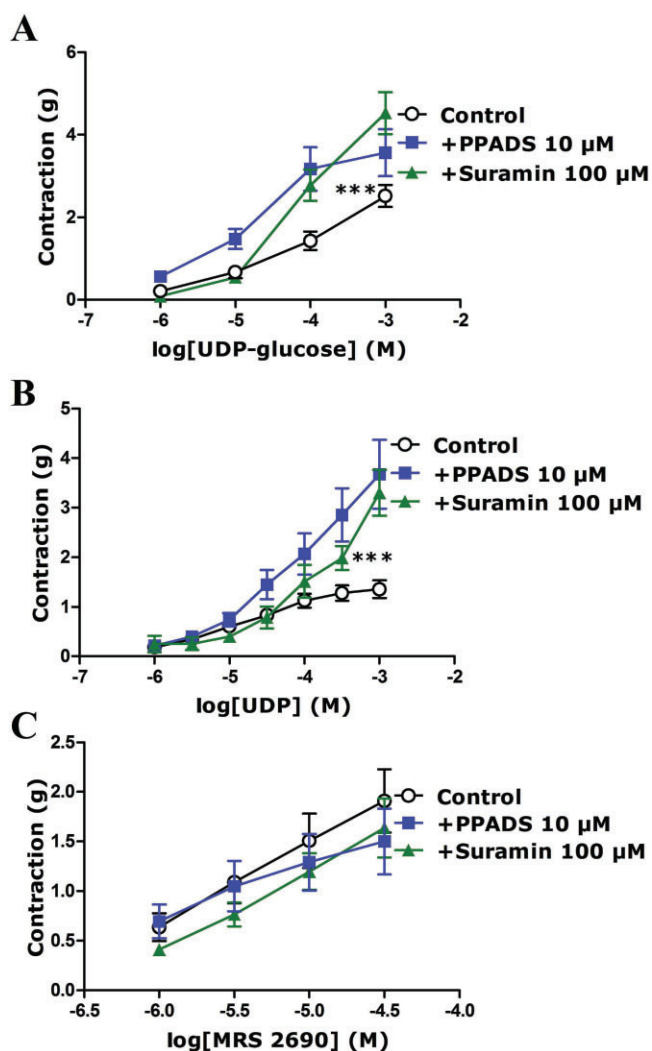 A
Contraction (g)
6
4
2
0
-7
-6
-5
-4
-3
-2
log[UDP-glucose] (M)
Control
+PPADS 10 μM
+Suramin 100 μM
***
B
Contraction (g)
5
4
3
2
1
0
-7
-6
-5
-4
-3
-2
log[UDP] (M)
Control
+PPADS 10 μM
+Suramin 100 μM
***
C
Contraction (g)
2.5
2.0
1.5
1.0
0.5
0.0
-6.5
-6.0
-5.5
-5.0
-4.5
-4.0
log[MRS 2690] (M)
Control
+PPADS 10 μM
+Suramin 100 μM